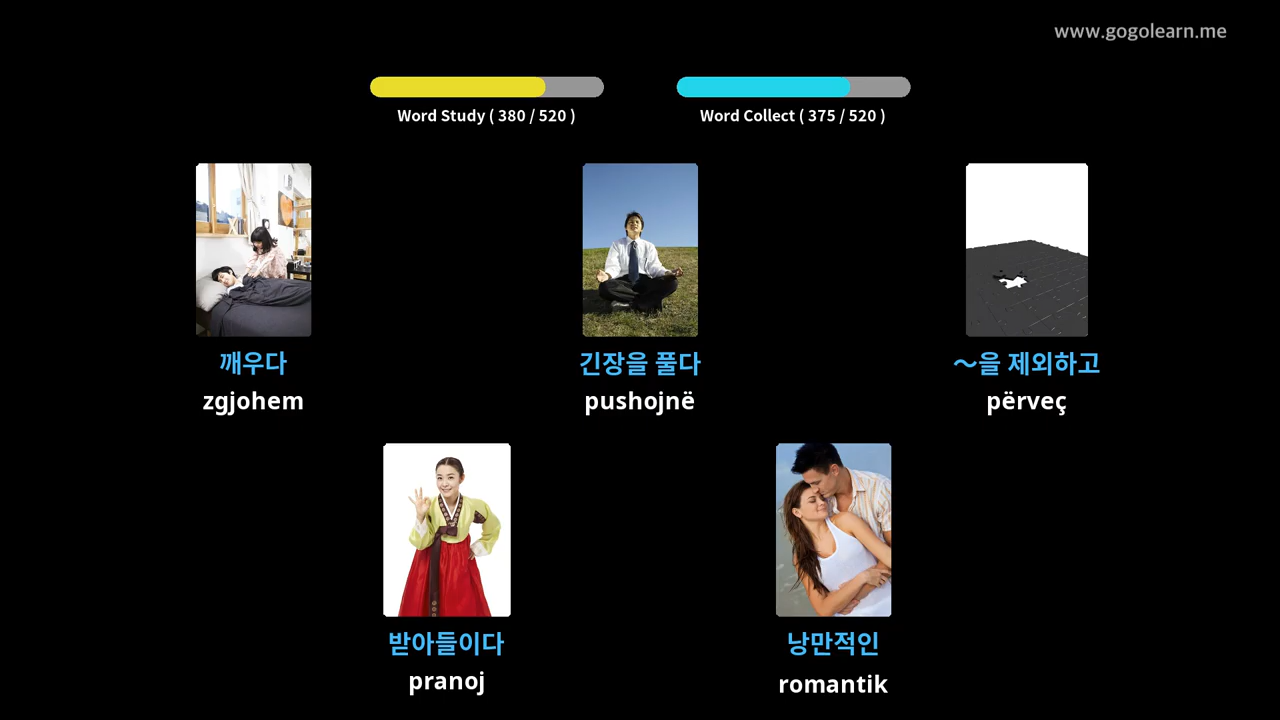 www.gogolearn.me
Word Study ( 380 / 520 )
Word Collect ( 375 / 520 )
깨우다
zgjohem
긴장을 풀다
pushojnë
～을 제외하고
përveç
받아들이다
pranoj
낭만적인
romantik